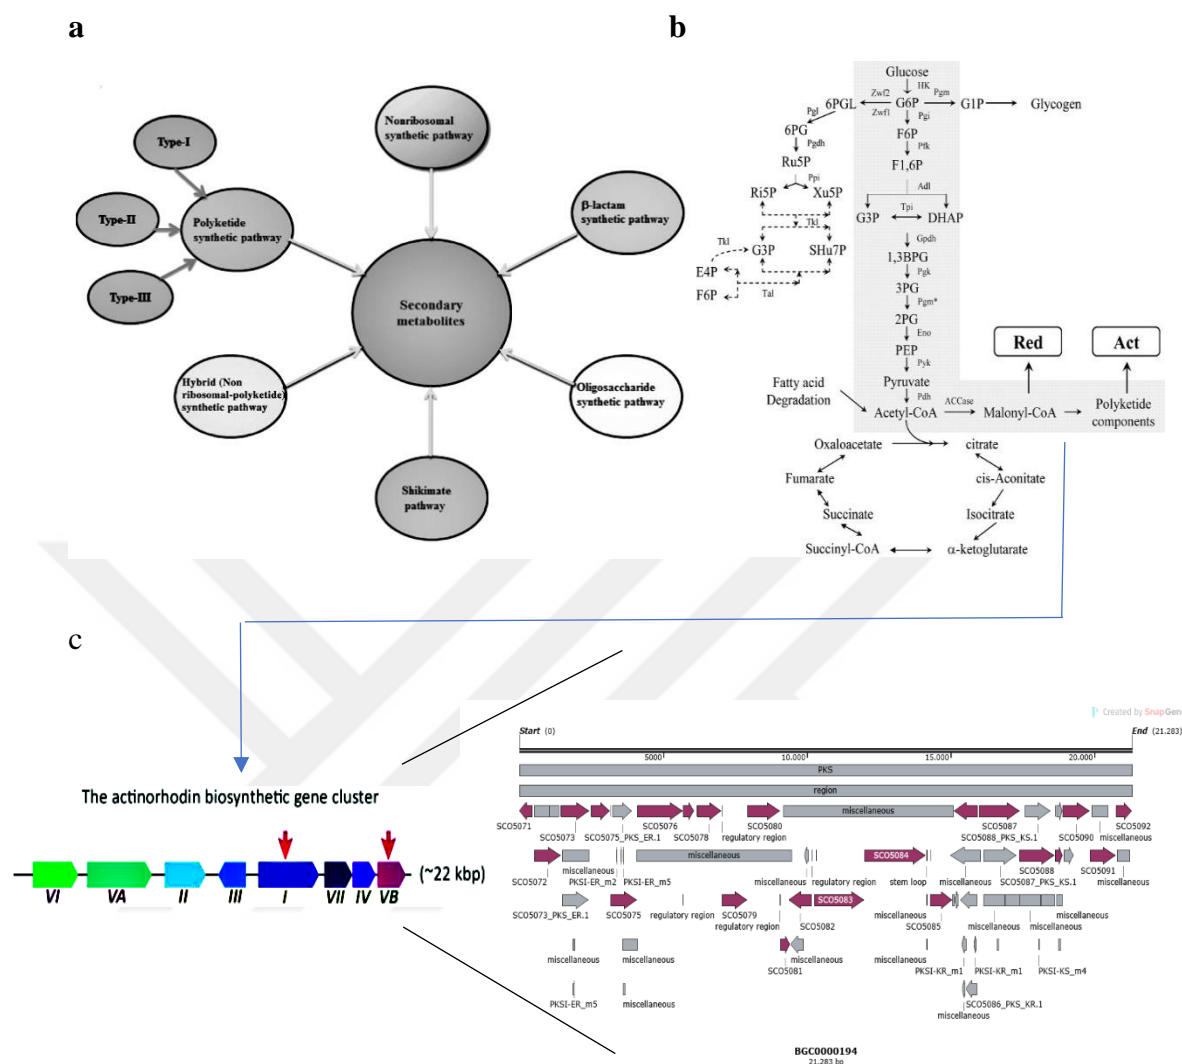 a
Nonribosomal
synthetic pathway
Type-I
Type-II
Type-III
Polyketide
synthetic pathway
β-lactam
synthetic pathway
Secondary
metabolites
Hybrid (Non
ribosomal-polyketide)
synthetic pathway
Oligosaccharide
synthetic pathway
Shikimate
pathway
b
Glucose
HK
6PGL
Zwf2
Zwf1
G6P
Pgm
G1P
Glycogen
Pgl
Pgi
6PG
F6P
Pgdh
Pfk
Ru5P
F1,6P
Ppi
Adl
Ri5P
Xu5P
G3P
Tpi
DHAP
Tkl
Gpdh
Tkl
G3P
SHu7P
1,3BPG
E4P
Pgk
3PG
F6P
Tal
Pgm*
2PG
Eno
PEP
Red
Act
Pyk
Fatty acid
Degradation
Pyruvate
Pdh
Acetyl-CoA
ACCase
Malonyl-CoA
Polyketide
components
Oxaloacetate
citrate
Fumarate
cis-Aconitate
Succinate
Isocitrate
Succinyl-CoA
α-ketoglutarate
c
The actinorhodin biosynthetic gene cluster
VI VA II III I VII IV VB
(~22 kbp)
Created by SnapGen
Start (0)
End (21.283)
5000 10.000 15.000 20.000
PKS
region
miscellaneous
SCO5071 SCO5076 SCO5080 SCO5087 SCO5092
SCO5073 SCO5078 miscellaneous
SCO5075_PKS_ER.1 regulatory region SCO5088_PKS_KS.1 SCO5090
miscellaneous SCO5084
SCO5072 miscellaneous miscellaneous regulatory region stem loop miscellaneous SCO5088 SCO5091
PKSI-ER_m2 PKSI-ER_m5 SCO5087_PKS_KS.1 miscellaneous
SCO5083
SCO5073_PKS_ER.1 SCO5075 regulatory region SCO5079 SCO5082 miscellaneous SCO5085 miscellaneous miscellaneous
regulatory region miscellaneous
miscellaneous miscellaneous miscellaneous miscellaneous PKSI-KR_m1 PKSI-KR_m1 PKSI-KS_m4
SCO5081
PKSI-ER_m5 miscellaneous SCO5086_PKS_KR.1
miscellaneous
BGC0000194
21.283 bp